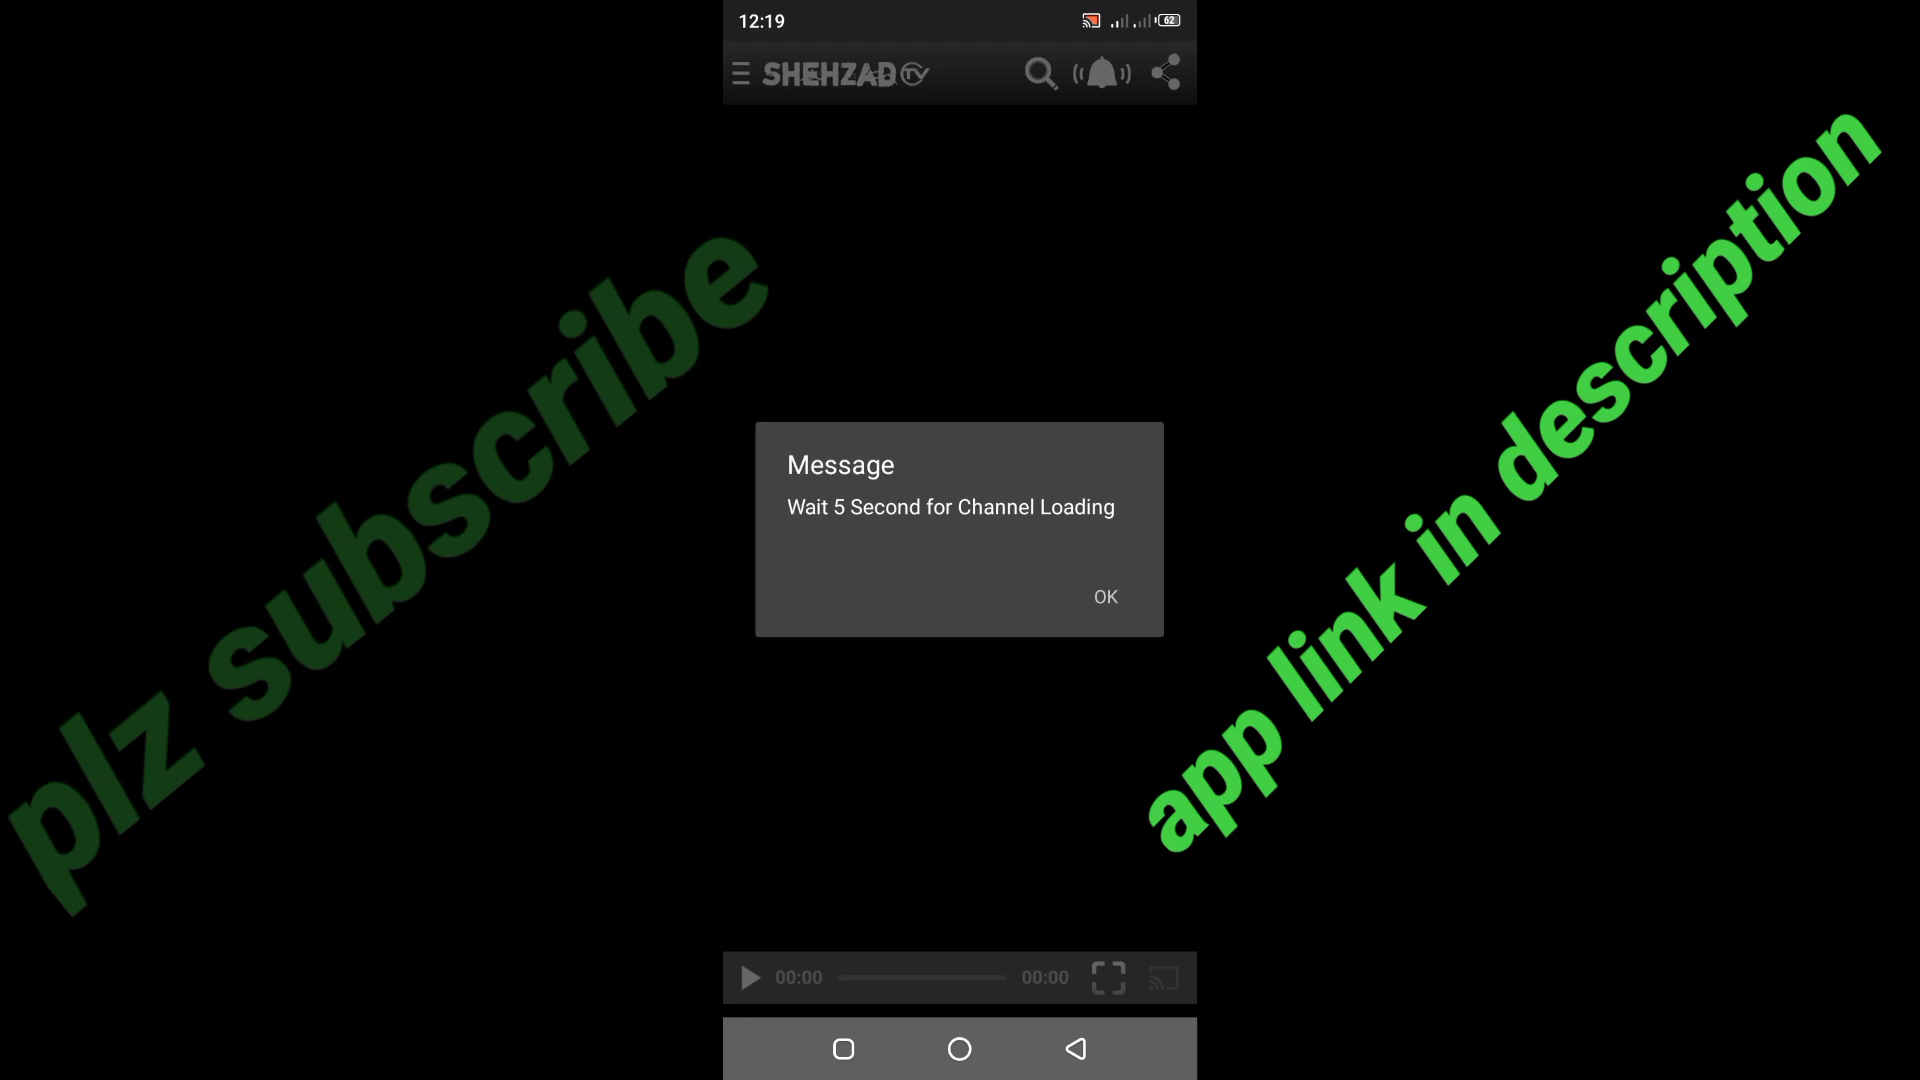 12:19
62
SHEHZAD TV
plz subscribe
app link in description
Message
Wait 5 Second for Channel Loading
OK
00:00
00:00